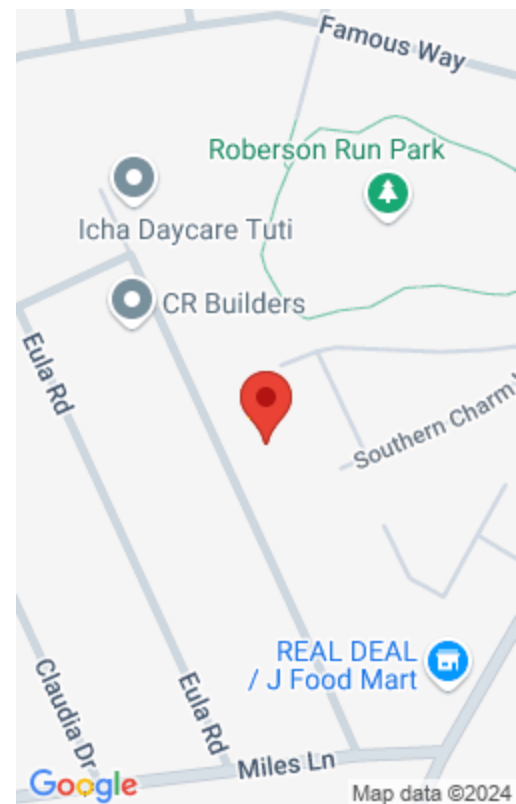 Famous Way
Roberson Run Park
Icha Daycare Tuti
CR Builders
Eula Rd
Southern Charm
REAL DEAL
/ J Food Mart
Claudia Dr
Eula Rd
Miles Ln
Google
Map data ©2024